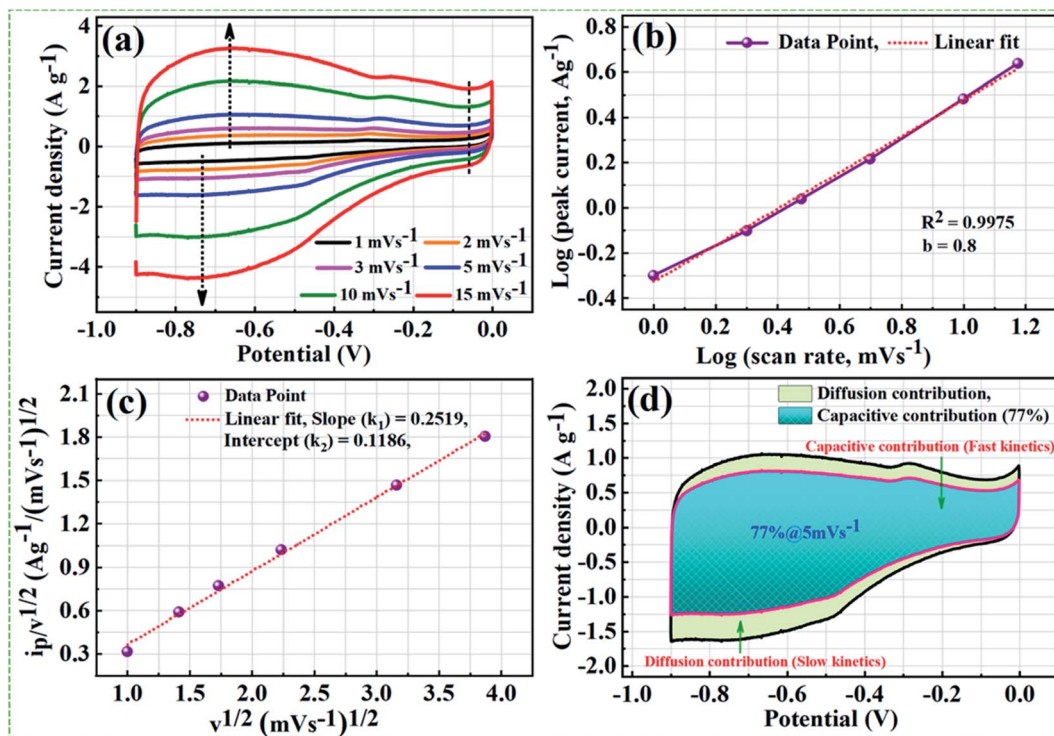 (a)
Current density (A g-1)
4
2
0
-2
-4
1 mVs-1
2 mVs-1
3 mVs-1
5 mVs-1
10 mVs-1
15 mVs-1
-1.0
-0.8
-0.6
-0.4
-0.2
0.0
Potential (V)
(b)
Data Point,
Linear fit
Log (peak current, Ag-1)
0.8
0.6
0.4
0.2
0.0
-0.2
-0.4
R2 = 0.9975
b = 0.8
0.0 0.2 0.4 0.6 0.8 1.0 1.2
Log (scan rate, mVs-1)
(c)
Data Point
Linear fit, Slope (k1) = 0.2519,
Intercept (k2) = 0.1186,
ip/v1/2 (Ag-1/(mVs-1)1/2
2.1
1.8
1.5
1.2
0.9
0.6
0.3
1.0 1.5 2.0 2.5 3.0 3.5 4.0
v1/2 (mVs-1)1/2
(d)
Diffusion contribution,
Capacitive contribution (77%)
Capacitive contribution (Fast kinetics)
77%@5mVs-1
Diffusion contribution (Slow kinetics)
Current density (A g-1)
2.0
1.5
1.0
0.5
0.0
-0.5
-1.0
-1.5
-2.0
-1.0 -0.8 -0.6 -0.4 -0.2 0.0
Potential (V)